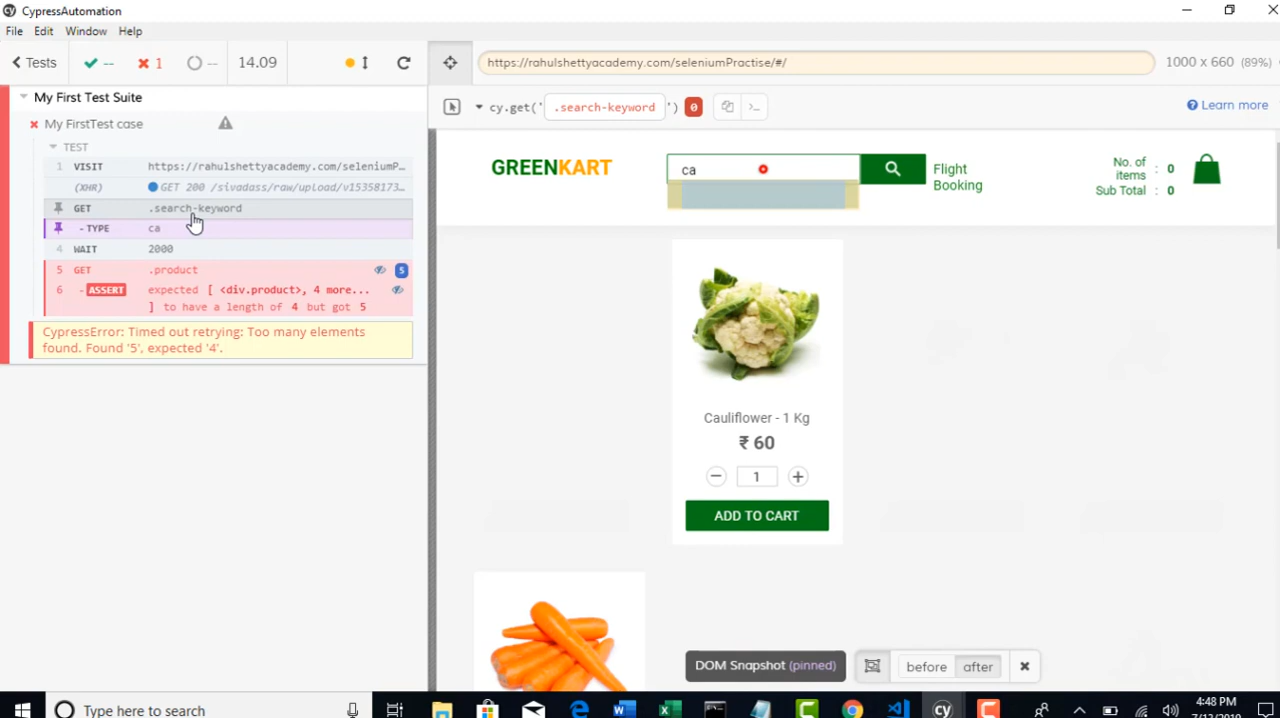 CypressAutomation
File Edit Window Help
Tests -- 1 -- 14.09
https://rahulshettyacademy.com/seleniumPractise/#/
1000 x 660 (89%)
My First Test Suite
cy.get(' .search-keyword ') 0
Learn more
My FirstTest case
TEST
1 VISIT https://rahulshettyacademy.com/seleniumP…
(XHR) GET 200 /sivadass/raw/upload/v15358173…
GET .search-keyword
- TYPE ca
4 WAIT 2000
5 GET .product 5
6 - ASSERT expected [ <div.product>, 4 more...
] to have a length of 4 but got 5
CypressError: Timed out retrying: Too many elements
found. Found '5', expected '4'.
GREENKART
ca
Flight
Booking
No. of
items : 0
Sub Total : 0
Cauliflower - 1 Kg
₹ 60
− 1 +
ADD TO CART
DOM Snapshot (pinned) before after
Type here to search
4:48 PM